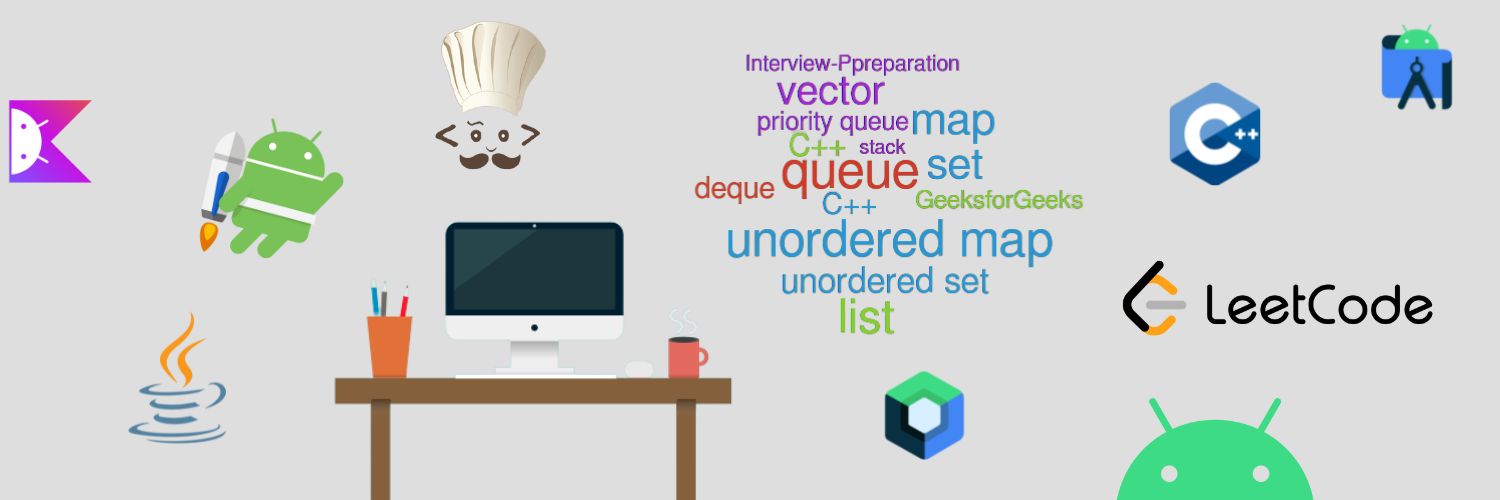 Interview-Ppreparation
vector
priority queue map
C++ stack
queue set
deque
C++ GeeksforGeeks
unordered map
unordered set
list
C++
LeetCode